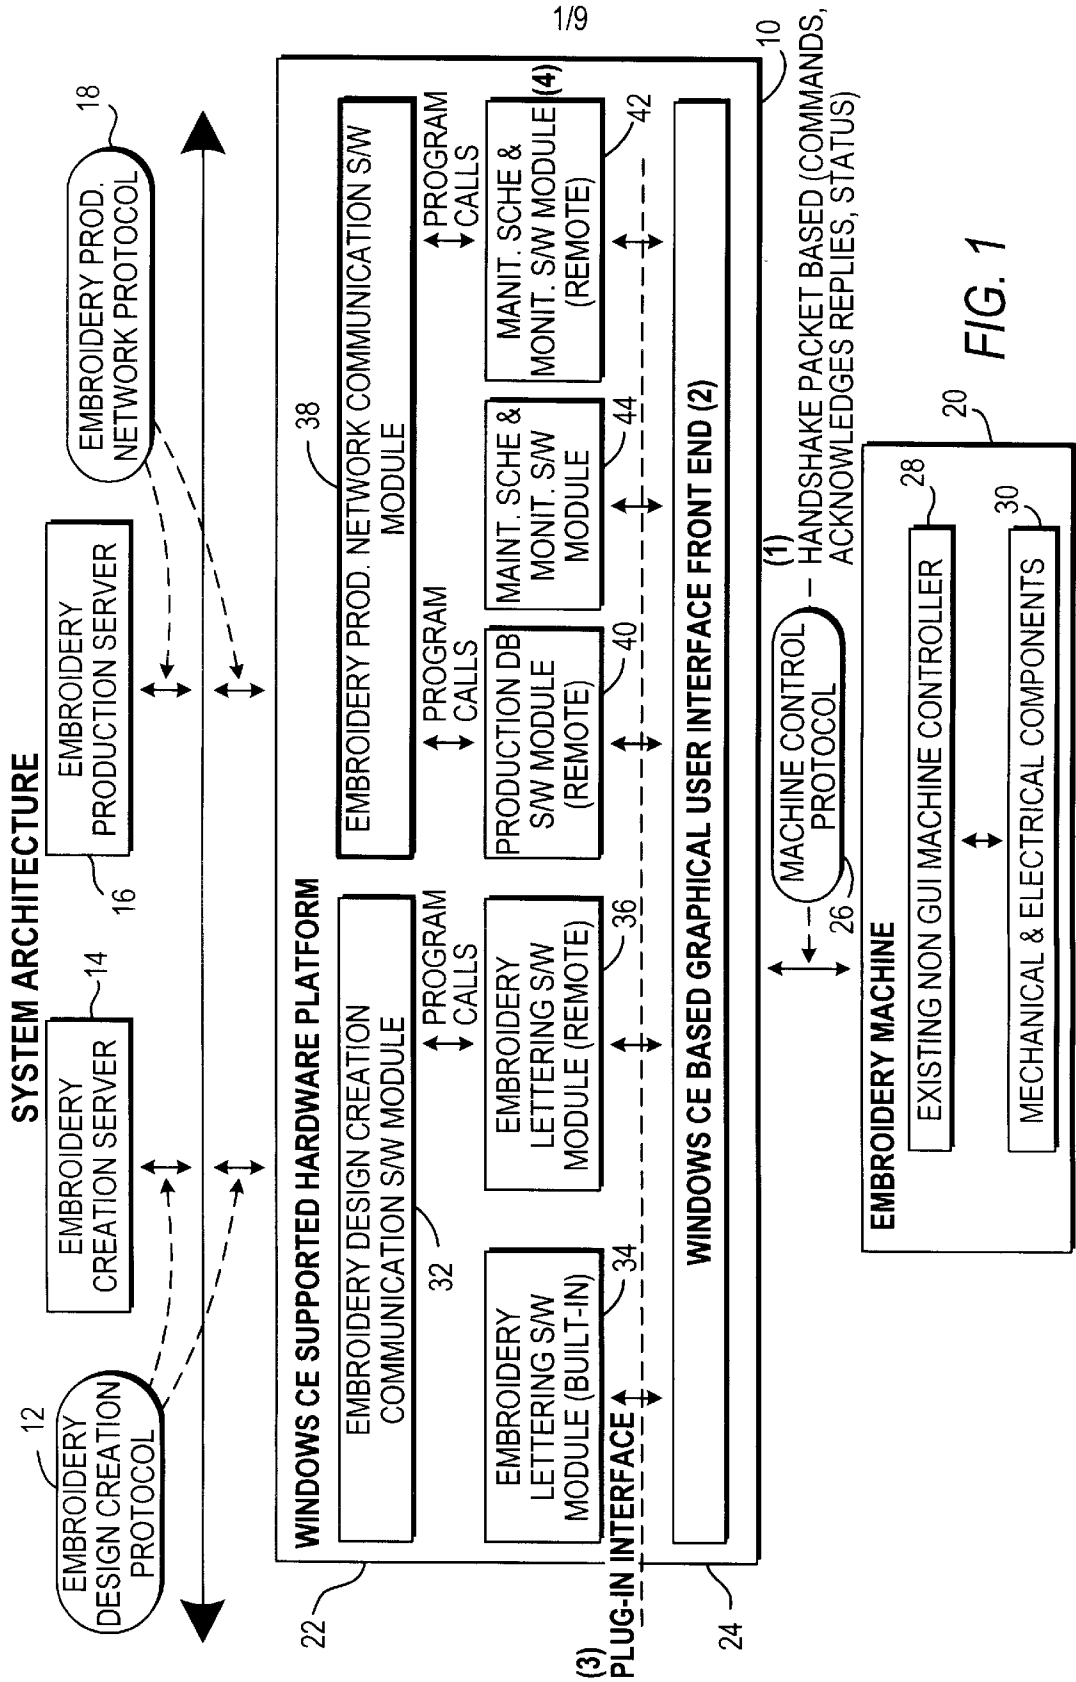 1/9
SYSTEM ARCHITECTURE
12
EMBROIDERY
DESIGN CREATION
PROTOCOL
14
EMBROIDERY
CREATION SERVER
16
EMBROIDERY
PRODUCTION SERVER
18
EMBROIDERY PROD.
NETWORK PROTOCOL
22
WINDOWS CE SUPPORTED HARDWARE PLATFORM
10
EMBROIDERY DESIGN CREATION
COMMUNICATION S/W MODULE
32
38
EMBROIDERY PROD. NETWORK COMMUNICATION S/W
MODULE
PROGRAM
CALLS
PROGRAM
CALLS
PROGRAM
CALLS
EMBROIDERY
LETTERING S/W
MODULE (BUILT-IN)
34
EMBROIDERY
LETTERING S/W
MODULE (REMOTE)
36
PRODUCTION DB
S/W MODULE
(REMOTE)
40
MAINT. SCHE &
MONIT. S/W
MODULE
44
MANIT. SCHE &
MONIT. S/W MODULE
(REMOTE)
(4)
42
(3)
PLUG-IN INTERFACE
24
WINDOWS CE BASED GRAPHICAL USER INTERFACE FRONT END (2)
MACHINE CONTROL
PROTOCOL
26
(1)
HANDSHAKE PACKET BASED (COMMANDS,
ACKNOWLEDGES REPLIES, STATUS)
EMBROIDERY MACHINE
20
EXISTING NON GUI MACHINE CONTROLLER
28
MECHANICAL & ELECTRICAL COMPONENTS
30
FIG. 1